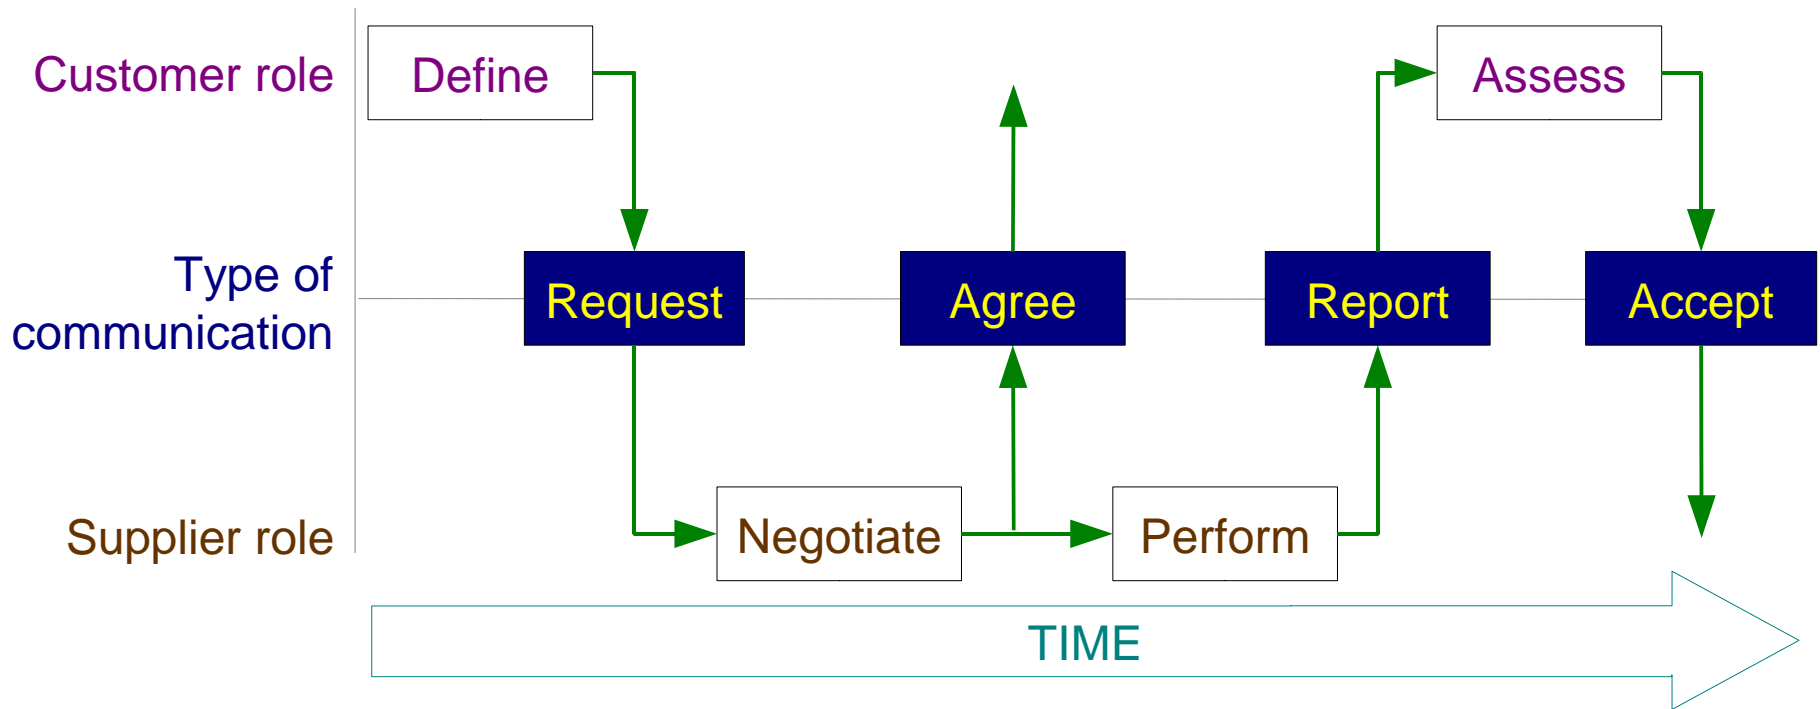 Customer role
Define
Assess
Type of
communication
Request
Agree
Report
Accept
Supplier role
Negotiate
Perform
TIME